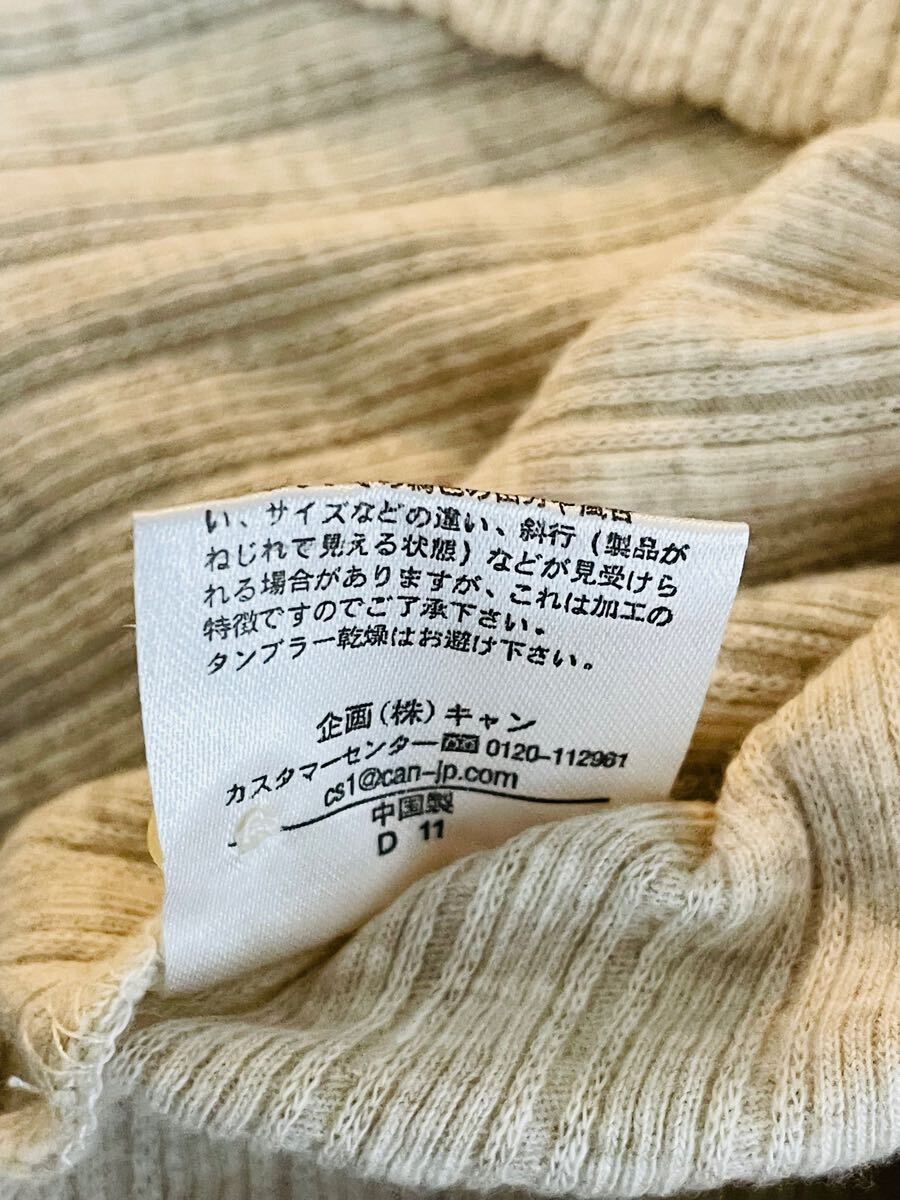 い、サイズなどの違い、斜行(製品が
ねじれて見える状態)などが見受けら
れる場合がありますが、これは加工の
特徴ですのでご了承下さい。
タンブラー乾燥はお避け下さい。
企画(株)キャン
カスタマーセンター 0120-112961
cs1@can-jp.com
中国製
D 11